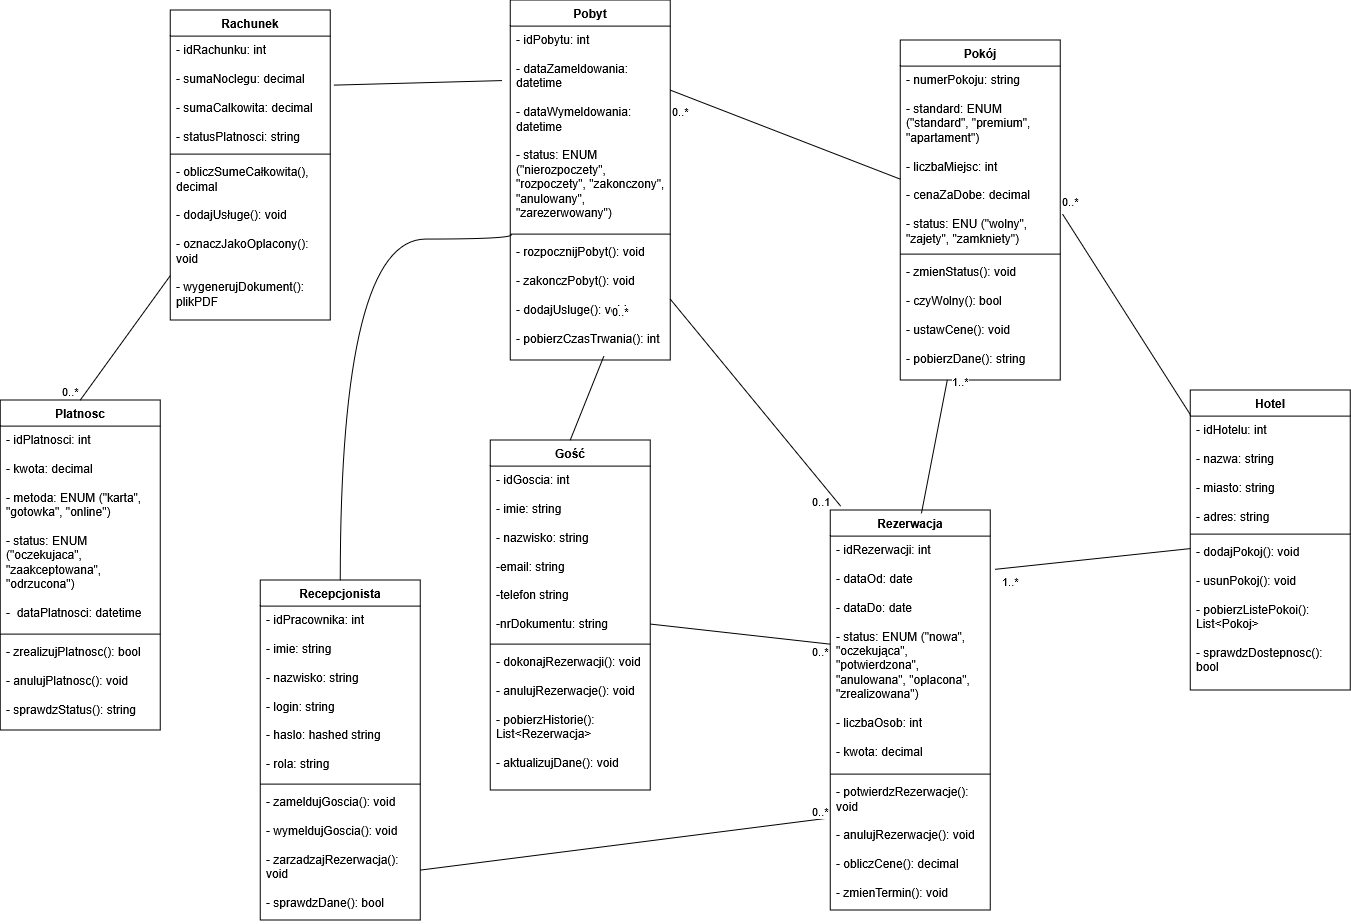 Rachunek
- idRachunku: int
- sumaNoclegu: decimal
- sumaCalkowita: decimal
- statusPlatnosci: string
- obliczSumeCałkowita(),
decimal
- dodajUsługe(): void
- oznaczJakoOplacony():
void
- wygenerujDokument():
plikPDF
Pobyt
- idPobytu: int
- dataZameldowania:
datetime
- dataWymeldowania:
datetime
- status: ENUM
("nierozpoczety",
"rozpoczety", "zakonczony",
"anulowany",
"zarezerwowany")
- rozpocznijPobyt(): void
- zakonczPobyt(): void
- dodajUsluge():
0..*
- pobierzCzasTrwania(): int
0..*
Pokój
- numerPokoju: string
- standard: ENUM
("standard", "premium",
"apartament")
- liczbaMiejsc: int
- cenaZaDobe: decimal
- status: ENU ("wolny",
"zajety", "zamkniety")
- zmienStatus(): void
- czyWolny(): bool
- ustawCene(): void
- pobierzDane(): string
0..*
1..*
Hotel
- idHotelu: int
- nazwa: string
- miasto: string
- adres: string
- dodajPokoj(): void
- usunPokoj(): void
- pobierzListePokoi():
List<Pokoj>
- sprawdzDostepnosc():
bool
0..*
Platnosc
- idPlatnosci: int
- kwota: decimal
- metoda: ENUM ("karta",
"gotowka", "online")
- status: ENUM
("oczekujaca",
"zaakceptowana",
"odrzucona")
- dataPlatnosci: datetime
- zrealizujPlatnosc(): bool
- anulujPlatnosc(): void
- sprawdzStatus(): string
Gość
- idGoscia: int
- imie: string
- nazwisko: string
-email: string
-telefon string
-nrDokumentu: string
- dokonajRezerwacji(): void
- anulujRezerwacje(): void
- pobierzHistorie():
List<Rezerwacja>
- aktualizujDane(): void
0..1
1..*
0..*
0..*
Rezerwacja
- idRezerwacji: int
- dataOd: date
- dataDo: date
- status: ENUM ("nowa",
"oczekująca",
"potwierdzona",
"anulowana", "oplacona",
"zrealizowana")
- liczbaOsob: int
- kwota: decimal
- potwierdzRezerwacje():
void
- anulujRezerwacje(): void
- obliczCene(): decimal
- zmienTermin(): void
Recepcjonista
- idPracownika: int
- imie: string
- nazwisko: string
- login: string
- haslo: hashed string
- rola: string
- zameldujGoscia(): void
- wymeldujGoscia(): void
- zarzadzajRezerwacja():
void
- sprawdzDane(): bool